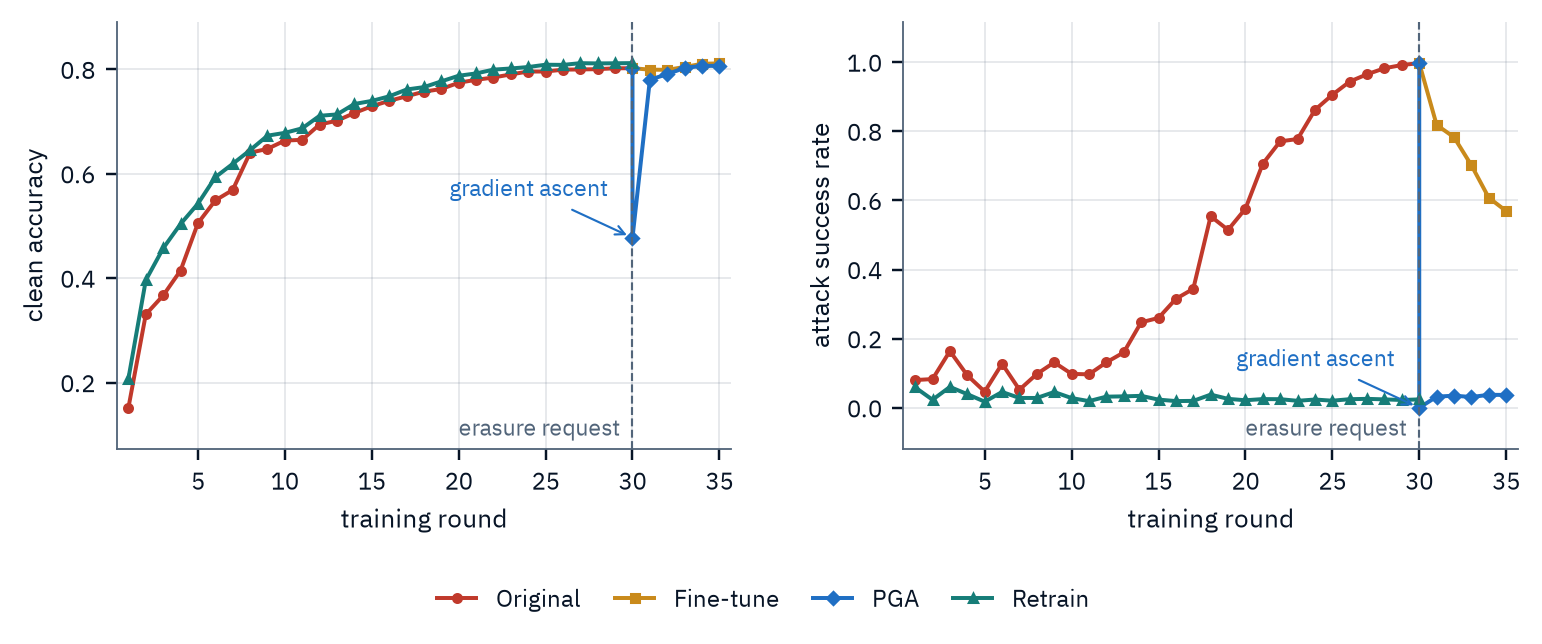 clean accuracy
0.8
0.6
0.4
0.2
gradient ascent
erasure request
5 10 15 20 25 30 35
training round
attack success rate
1.0
0.8
0.6
0.4
0.2
0.0
gradient ascent
erasure request
5 10 15 20 25 30 35
training round
Original Fine-tune PGA Retrain